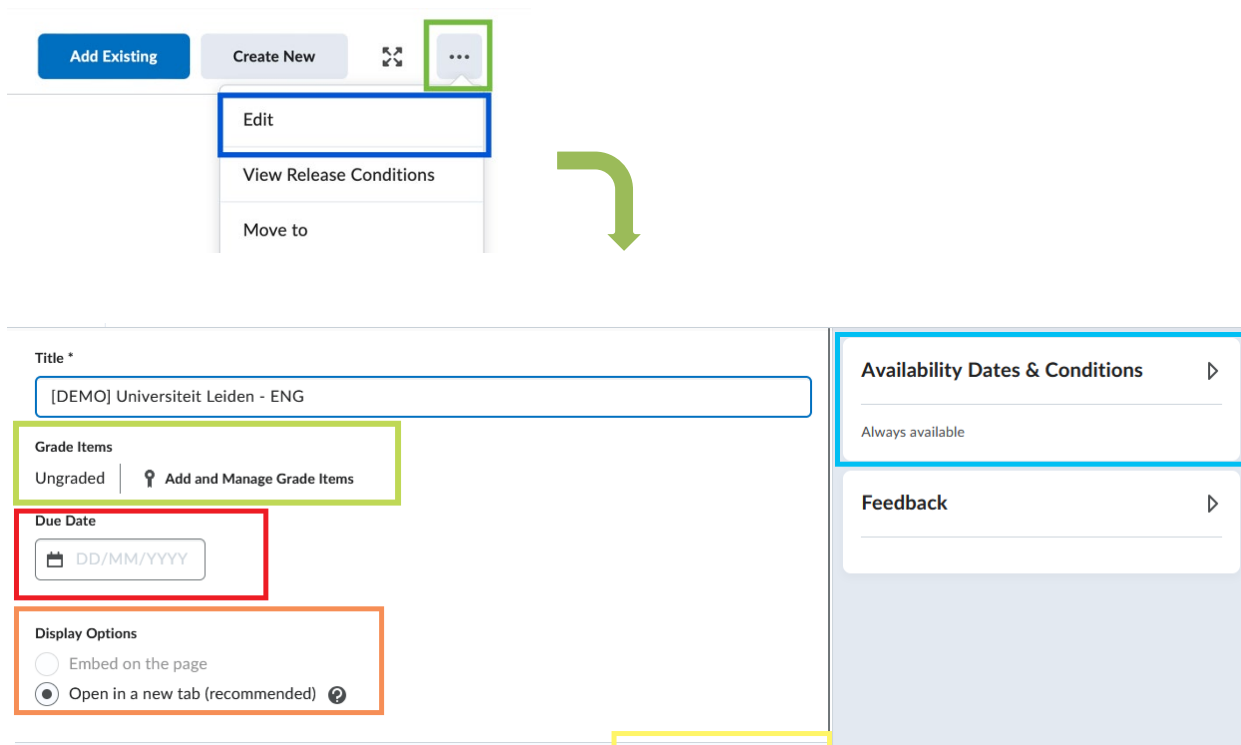 Add Existing Create New
Edit
View Release Conditions
Move to
Title *
[DEMO] Universiteit Leiden - ENG
Grade Items
Ungraded Add and Manage Grade Items
Due Date
DD/MM/YYYY
Display Options
Embed on the page
Open in a new tab (recommended)
Availability Dates & Conditions
Always available
Feedback